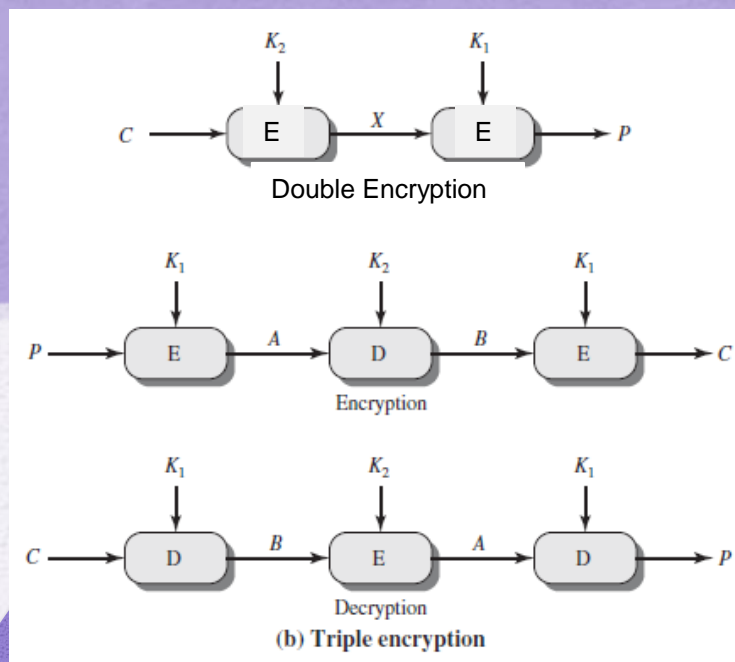 K₂ K₁
C E X E P
Double Encryption
K₁ K₂ K₁
P E A D B E C
Encryption
K₁ K₂ K₁
C D B E A D P
Decryption
(b) Triple encryption